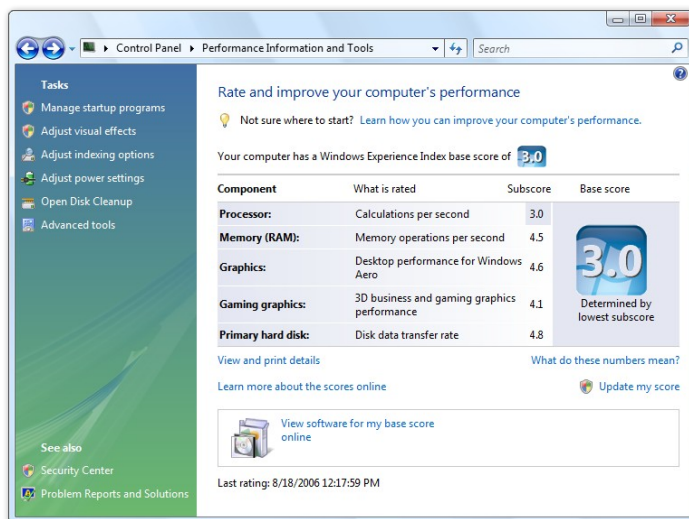 Control Panel ▸ Performance Information and Tools
Search
Tasks
Manage startup programs
Adjust visual effects
Adjust indexing options
Adjust power settings
Open Disk Cleanup
Advanced tools
See also
Security Center
Problem Reports and Solutions
Rate and improve your computer's performance
Not sure where to start? Learn how you can improve your computer's performance.
Your computer has a Windows Experience Index base score of 3.0
Component What is rated Subscore Base score
Processor: Calculations per second 3.0
Memory (RAM): Memory operations per second 4.5
Graphics: Desktop performance for Windows
Aero 4.6
Gaming graphics: 3D business and gaming graphics
performance 4.1
Primary hard disk: Disk data transfer rate 4.8
3.0
Determined by
lowest subscore
View and print details What do these numbers mean?
Learn more about the scores online Update my score
View software for my base score
online
Last rating: 8/18/2006 12:17:59 PM